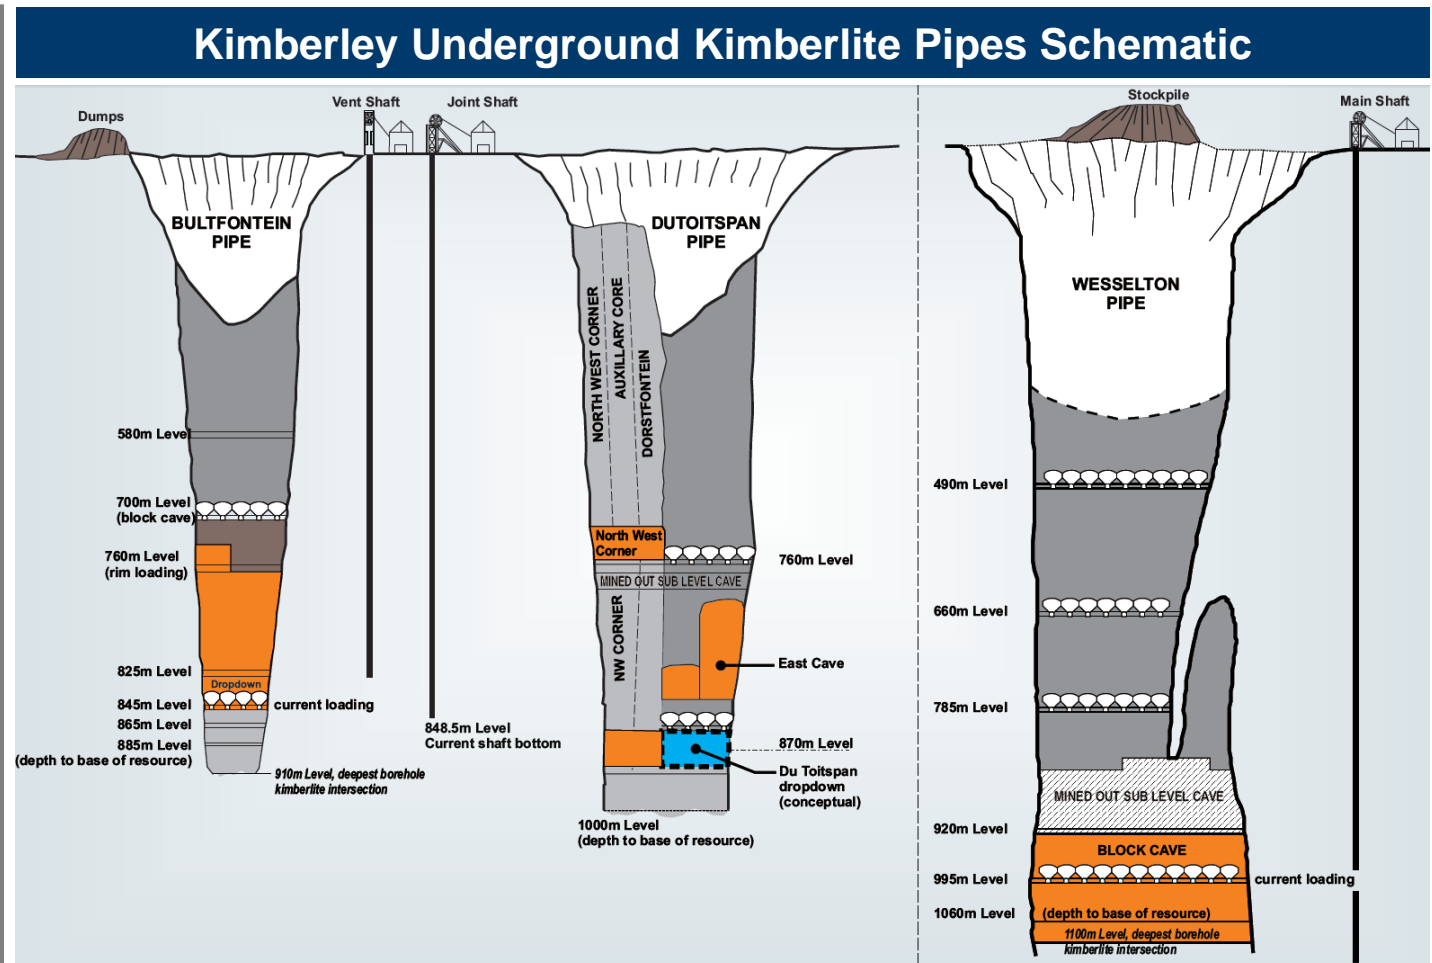 Kimberley Underground Kimberlite Pipes Schematic
Dumps
Vent Shaft
Joint Shaft
BULTFONTEIN
PIPE
580m Level
700m Level
(block cave)
760m Level
(rim loading)
825m Level
Dropdown
845m Level
current loading
865m Level
885m Level
(depth to base of resource)
910m Level, deepest borehole
kimberlite intersection
848.5m Level
Current shaft bottom
DUTOITSPAN
PIPE
NORTH WEST CORNER
AUXILLARY CORE
DORSTFONTEIN
North West
Corner
760m Level
MINED OUT SUB LEVEL CAVE
NW CORNER
East Cave
870m Level
Du Toitspan
dropdown
(conceptual)
1000m Level
(depth to base of resource)
Stockpile
Main Shaft
WESSELTON
PIPE
490m Level
660m Level
785m Level
MINED OUT SUB LEVEL CAVE
920m Level
BLOCK CAVE
995m Level
current loading
1060m Level
(depth to base of resource)
1100m Level, deepest borehole
kimberlite intersection